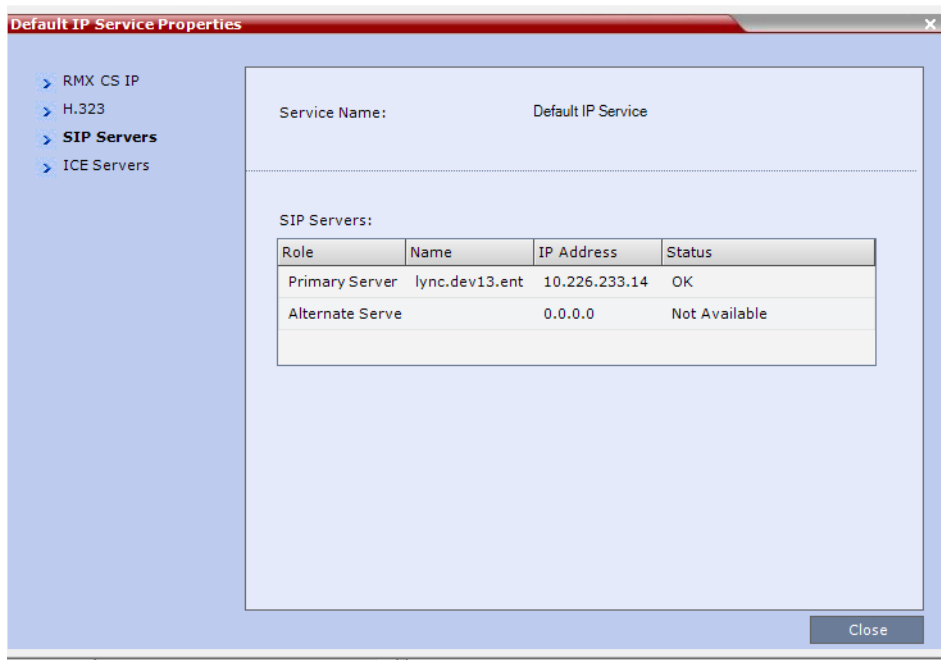 Default IP Service Properties
RMX CS IP
H.323
SIP Servers
ICE Servers
Service Name: Default IP Service
SIP Servers:
Role Name IP Address Status
Primary Server lync.dev13.ent 10.226.233.14 OK
Alternate Serve 0.0.0.0 Not Available
Close